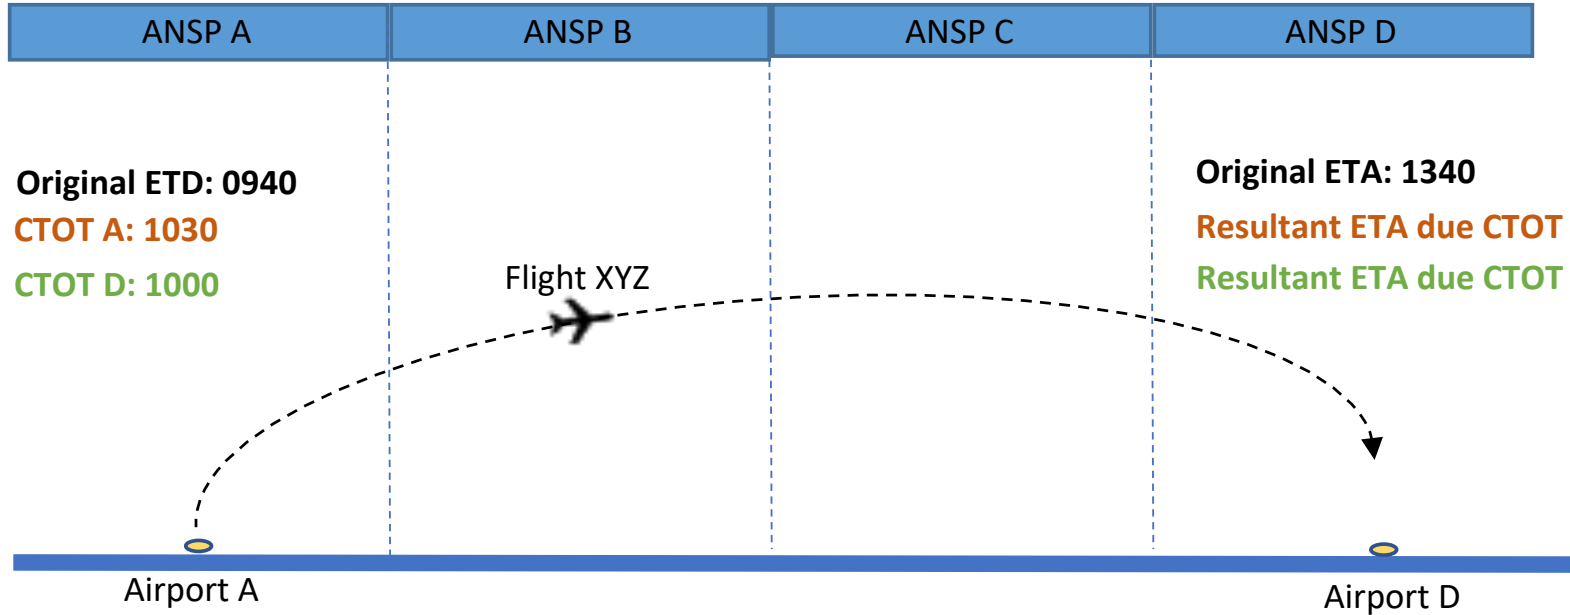 ANSP A
ANSP B
ANSP C
ANSP D
Original ETD: 0940
CTOT A: 1030
CTOT D: 1000
Original ETA: 1340
Resultant ETA due CTOT
Resultant ETA due CTOT
Flight XYZ
Airport A
Airport D